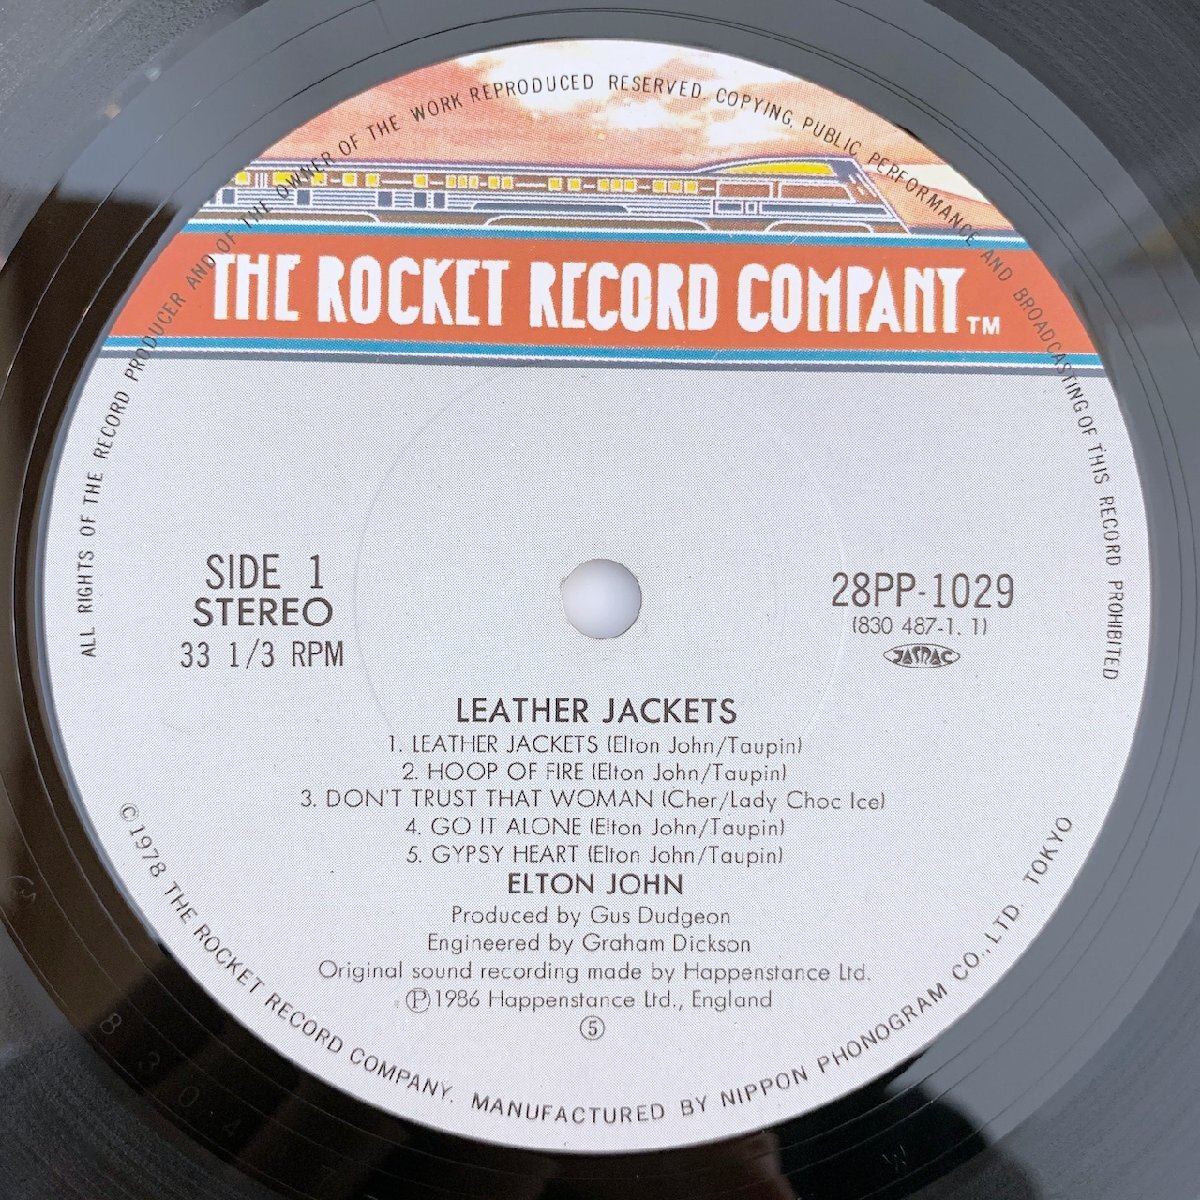 ALL RIGHTS OF THE RECORD PRODUCER AND OF THE OWNER OF THE WORK REPRODUCED RESERVED. COPYING, PUBLIC PERFORMANCE AND BROADCASTING OF THIS RECORD PROHIBITED
THE ROCKET RECORD COMPANY TM
SIDE 1
STEREO
33 1/3 RPM
28PP-1029
(830 487-1. 1)
JASRAC
LEATHER JACKETS
1. LEATHER JACKETS (Elton John/Taupin)
2. HOOP OF FIRE (Elton John/Taupin)
3. DON'T TRUST THAT WOMAN (Cher/Lady Choc Ice)
4. GO IT ALONE (Elton John/Taupin)
5. GYPSY HEART (Elton John/Taupin)
ELTON JOHN
Produced by Gus Dudgeon
Engineered by Graham Dickson
Original sound recording made by Happenstance Ltd.
Ⓟ1986 Happenstance Ltd., England
⑤
© 1978 THE ROCKET RECORD COMPANY. MANUFACTURED BY NIPPON PHONOGRAM CO., LTD. TOKYO